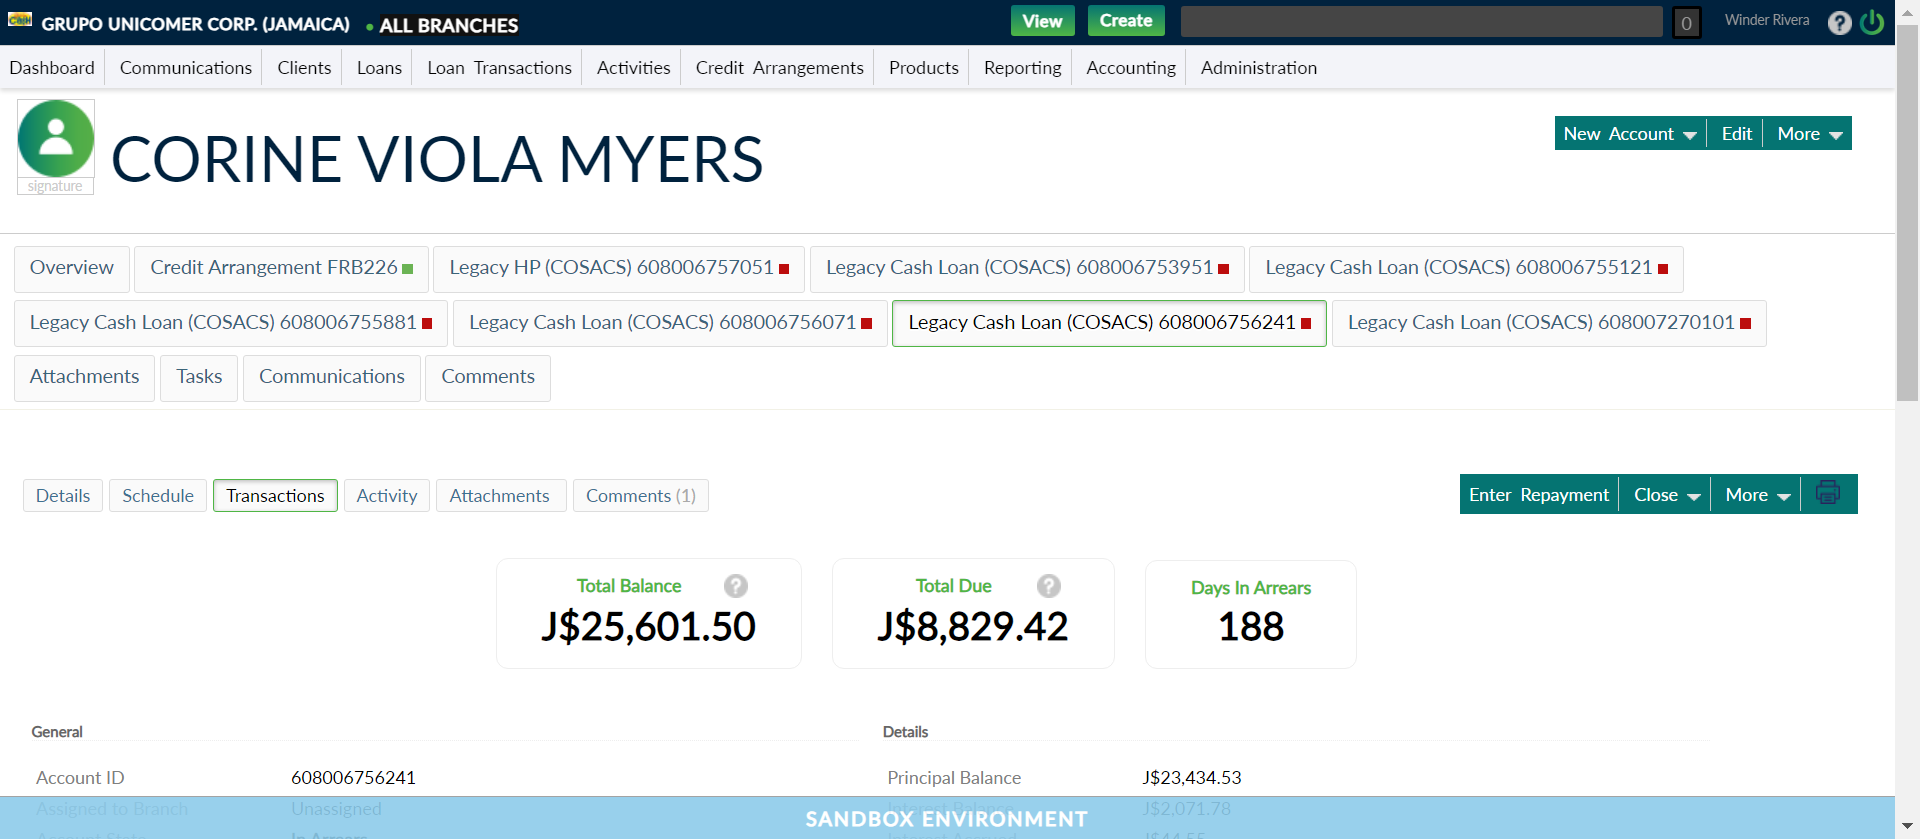 Cash GRUPO UNICOMER CORP. (JAMAICA) ALL BRANCHES View Create 0 Winder Rivera ?
Dashboard Communications Clients Loans Loan Transactions Activities Credit Arrangements Products Reporting Accounting Administration
signature
CORINE VIOLA MYERS
New Account Edit More
Overview Credit Arrangement FRB226 Legacy HP (COSACS) 608006757051 Legacy Cash Loan (COSACS) 608006753951 Legacy Cash Loan (COSACS) 608006755121
Legacy Cash Loan (COSACS) 608006755881 Legacy Cash Loan (COSACS) 608006756071 Legacy Cash Loan (COSACS) 608006756241 Legacy Cash Loan (COSACS) 608007270101
Attachments Tasks Communications Comments
Details Schedule Transactions Activity Attachments Comments (1) Enter Repayment Close More
Total Balance ? Total Due ? Days In Arrears
J$25,601.50 J$8,829.42 188
General Details
Account ID 608006756241 Principal Balance J$23,434.53
Assigned to Branch Unassigned Interest Balance J$2,071.78
SANDBOX ENVIRONMENT
Account State In Arrears Interest Accrued J$44.55